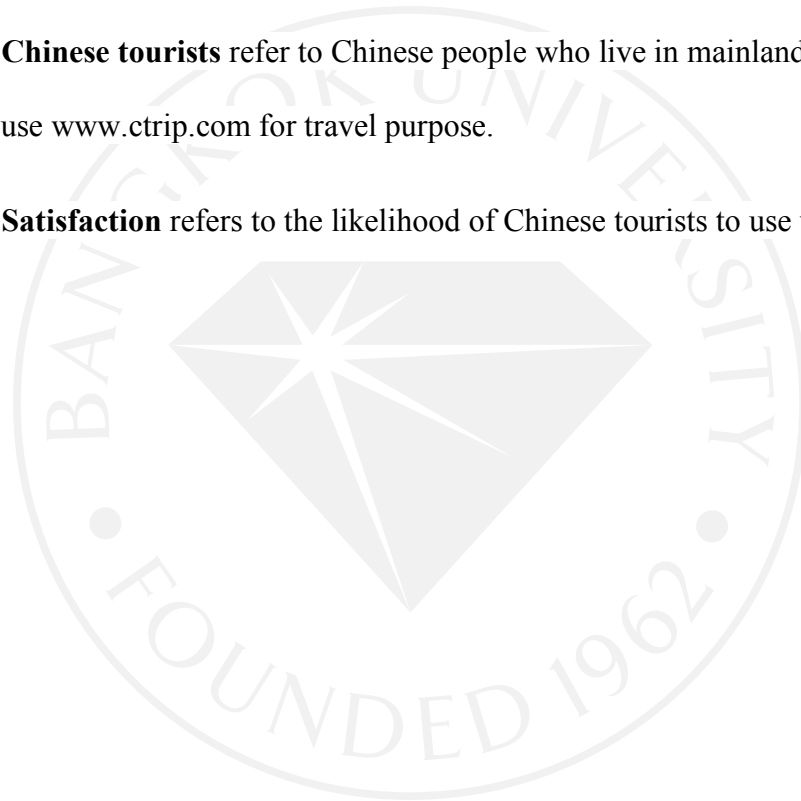 Chinese tourists refer to Chinese people who live in mainland
use www.ctrip.com for travel purpose.
Satisfaction refers to the likelihood of Chinese tourists to use
BANGKOK UNIVERSITY
FOUNDED 1962